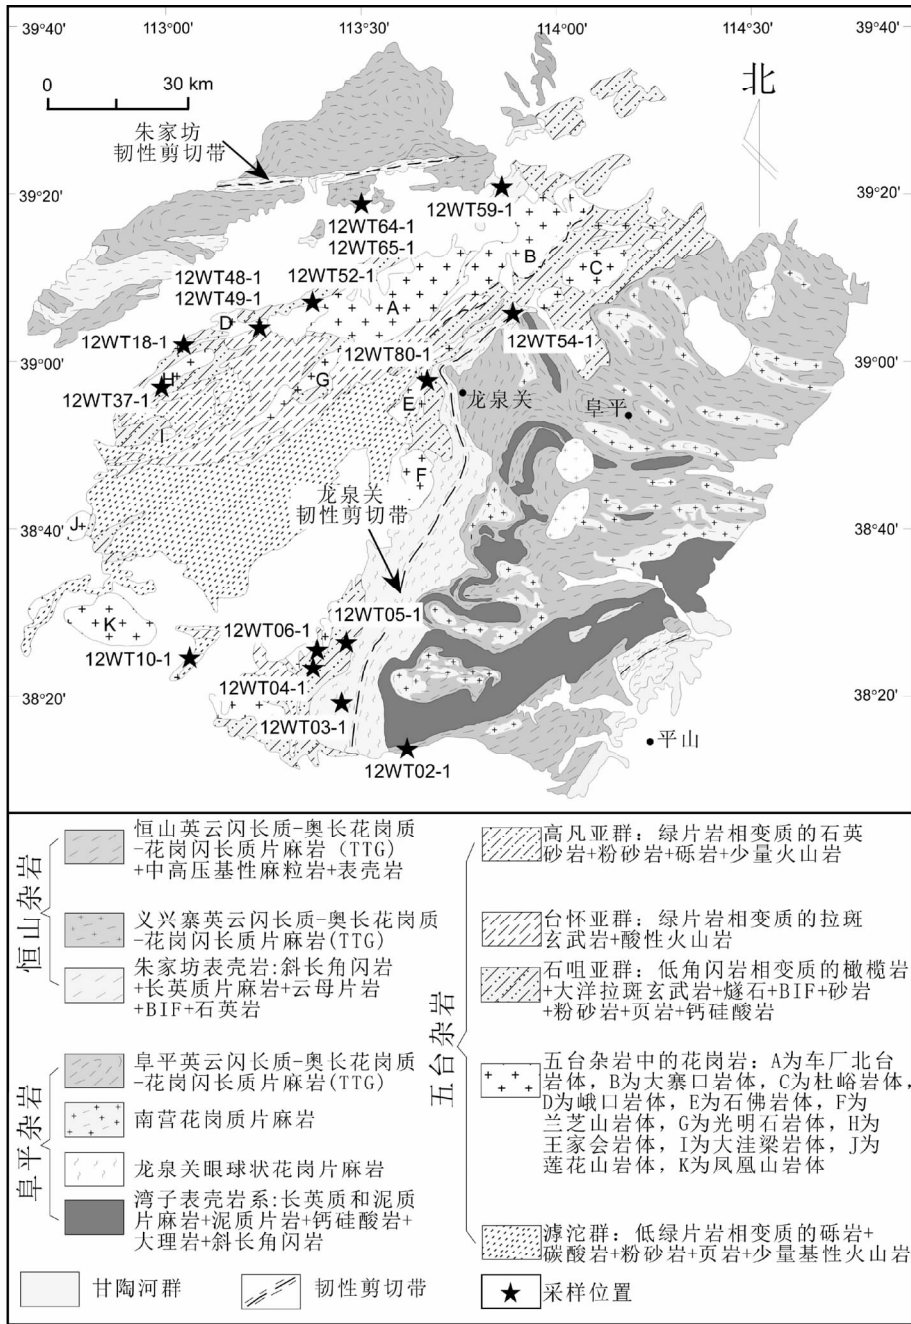 113°00'
113°30'
114°00'
114°30'
39°40'
39°40'
0
30 km
北
朱家坊
韧性剪切带
39°20'
39°20'
12WT59-1
12WT64-1
12WT65-1
12WT48-1
12WT49-1
12WT52-1
B
C
A
D
12WT18-1
12WT80-1
12WT54-1
39°00'
39°00'
H
G
12WT37-1
E
龙泉关
阜平
I
F
龙泉关
韧性剪切带
J
38°40'
38°40'
K
12WT05-1
12WT06-1
12WT10-1
12WT04-1
38°20'
38°20'
12WT03-1
12WT02-1
平山
恒山杂岩
恒山英云闪长质-奥长花岗质
-花岗闪长质片麻岩 (TTG)
+中高压基性麻粒岩+表壳岩
义兴寨英云闪长质-奥长花岗质
-花岗闪长质片麻岩(TTG)
朱家坊表壳岩:斜长角闪岩
+长英质片麻岩+云母片岩
+BIF+石英岩
阜平杂岩
阜平英云闪长质-奥长花岗质
-花岗闪长质片麻岩(TTG)
南营花岗质片麻岩
龙泉关眼球状花岗片麻岩
湾子表壳岩系:长英质和泥质
片麻岩+泥质片岩+钙硅酸岩+
大理岩+斜长角闪岩
五台杂岩
高凡亚群：绿片岩相变质的石英
砂岩+粉砂岩+砾岩+少量火山岩
台怀亚群：绿片岩相变质的拉斑
玄武岩+酸性火山岩
石咀亚群：低角闪岩相变质的橄榄岩
+大洋拉斑玄武岩+燧石+BIF+砂岩
+粉砂岩+页岩+钙硅酸岩
五台杂岩中的花岗岩：A为车厂北台
岩体，B为大寨口岩体，C为杜峪岩体，
D为峨口岩体，E为石佛岩体，F为
兰芝山岩体，G为光明石岩体，H为
王家会岩体，I为大洼梁岩体，J为
莲花山岩体，K为凤凰山岩体
滹沱群：低绿片岩相变质的砾岩+
碳酸岩+粉砂岩+页岩+少量基性火山岩
甘陶河群
韧性剪切带
采样位置